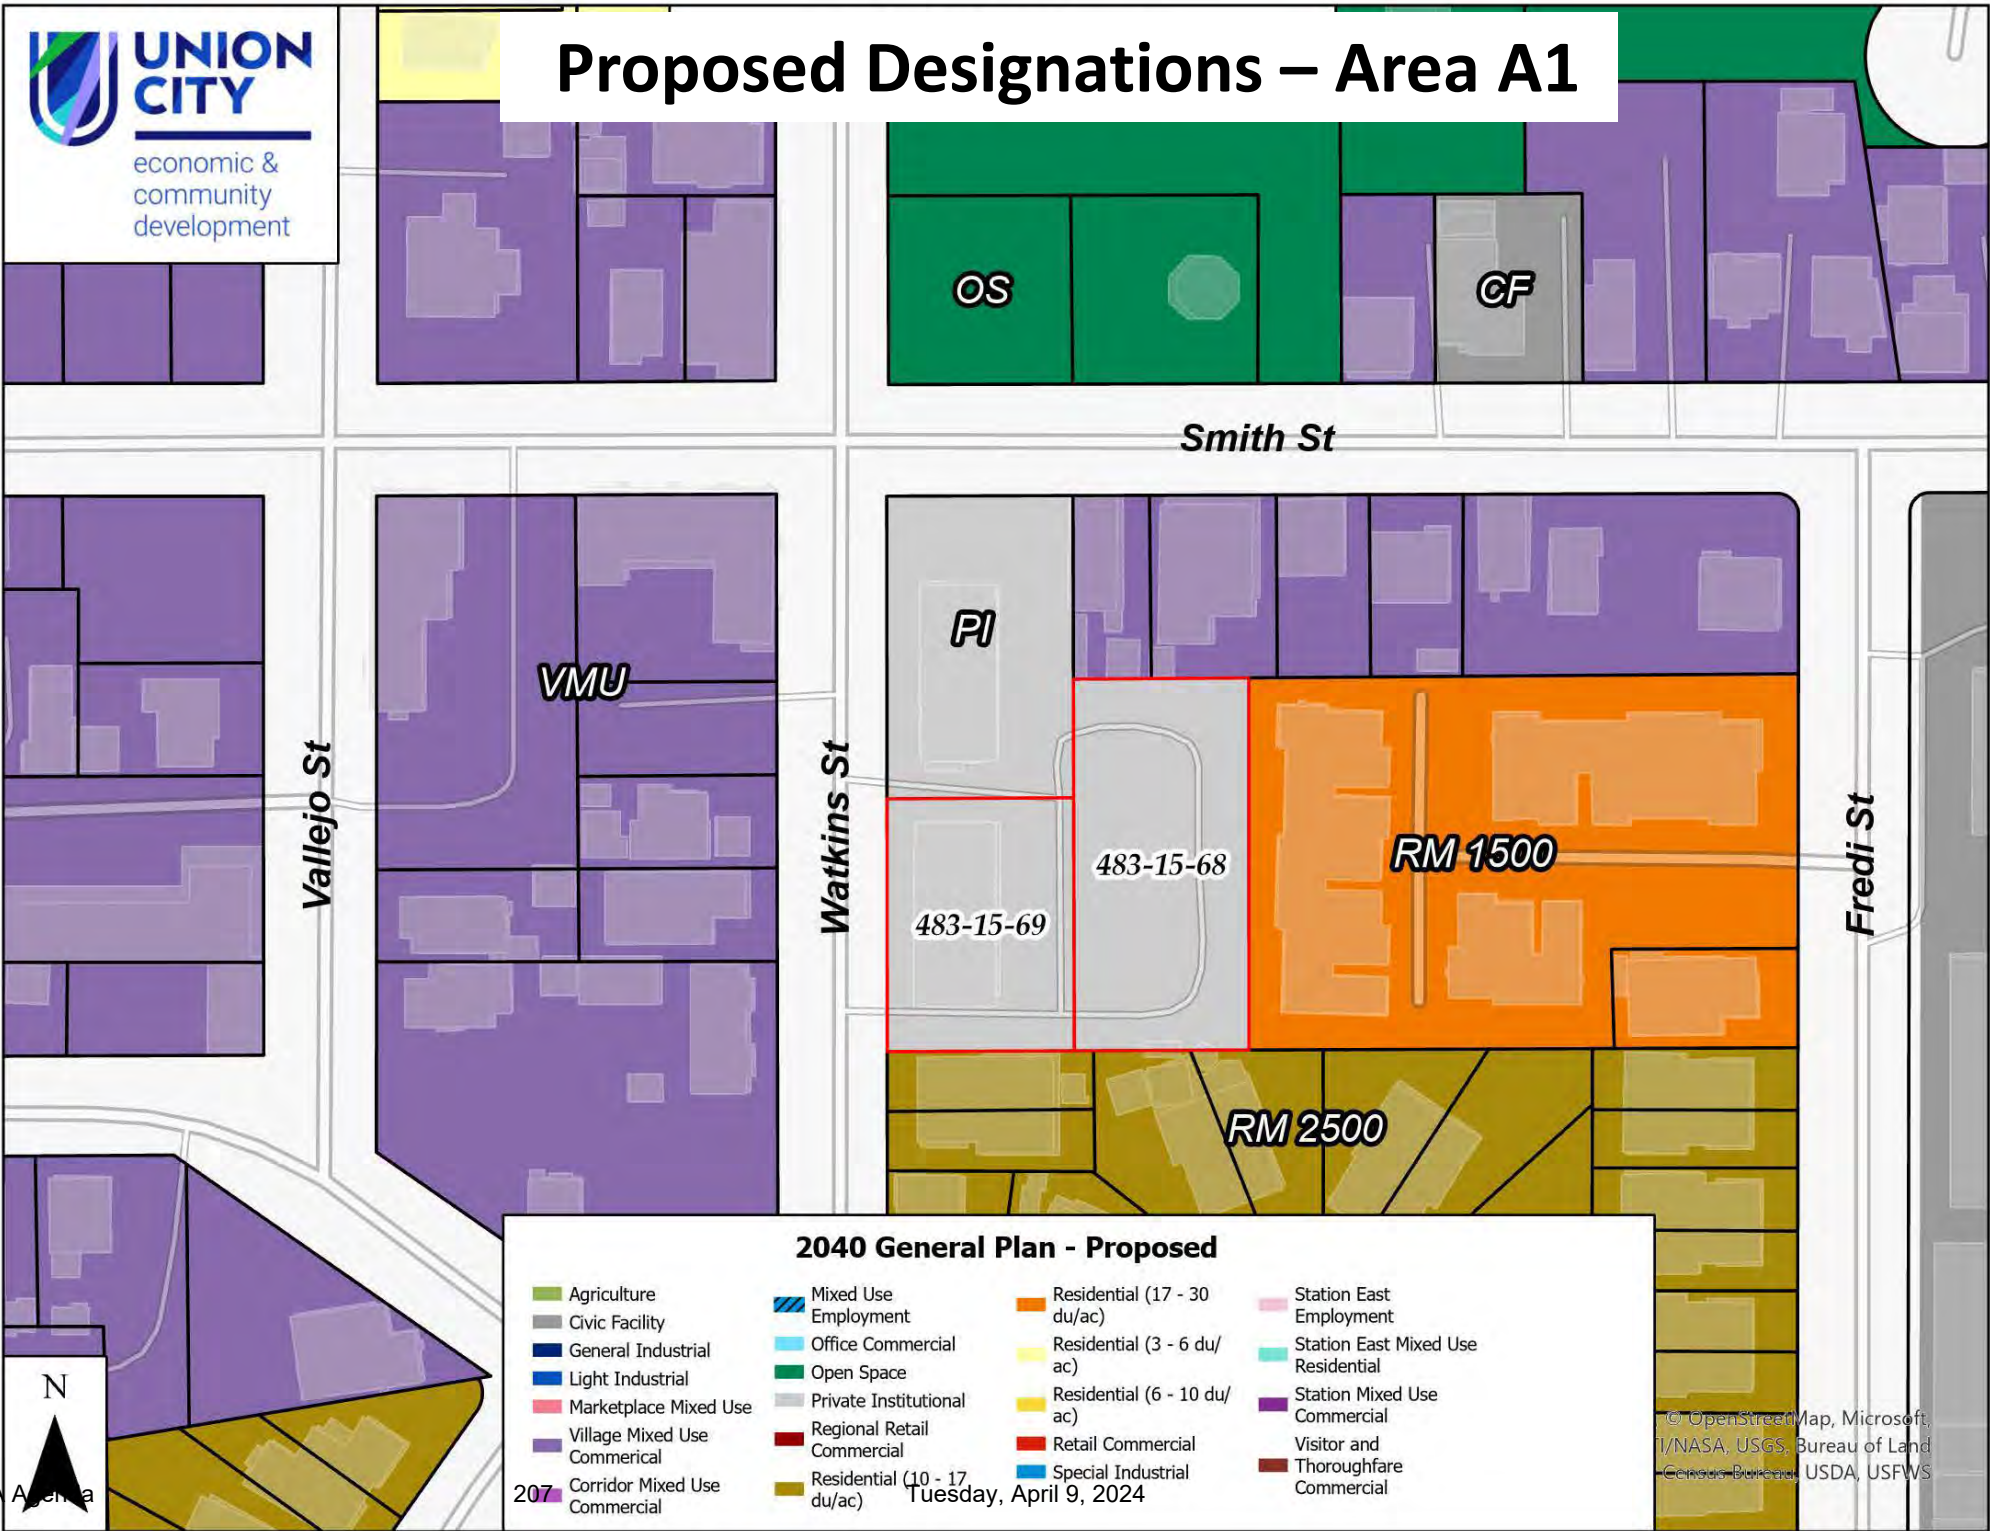 UNION
CITY
economic &
community
development
Proposed Designations – Area A1
OS
CF
Smith St
PI
VMU
Vallejo St
Watkins St
483-15-68
483-15-69
RM 1500
Fredi St
RM 2500
2040 General Plan - Proposed
Agriculture
Civic Facility
General Industrial
Light Industrial
Marketplace Mixed Use
Village Mixed Use
Commerical
Corridor Mixed Use
Commercial
Mixed Use
Employment
Office Commercial
Open Space
Private Institutional
Regional Retail
Commercial
Residential (10 - 17
du/ac)
Residential (17 - 30
du/ac)
Residential (3 - 6 du/
ac)
Residential (6 - 10 du/
ac)
Retail Commercial
Special Industrial
Station East
Employment
Station East Mixed Use
Residential
Station Mixed Use
Commercial
Visitor and
Thoroughfare
Commercial
N
© OpenStreetMap, Microsoft,
I/NASA, USGS, Bureau of Land
Census Bureau, USDA, USFWS
Agenda
207
Tuesday, April 9, 2024